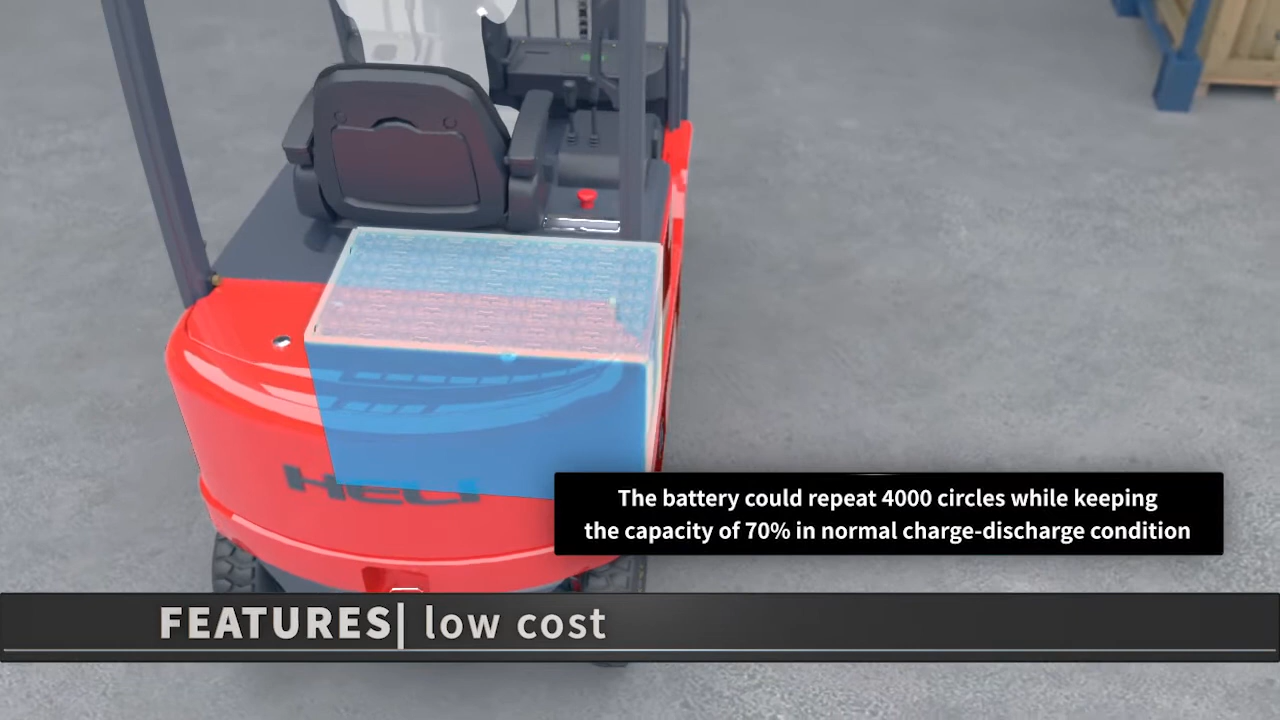 HELI
The battery could repeat 4000 circles while keeping
the capacity of 70% in normal charge-discharge condition
FEATURES| low cost